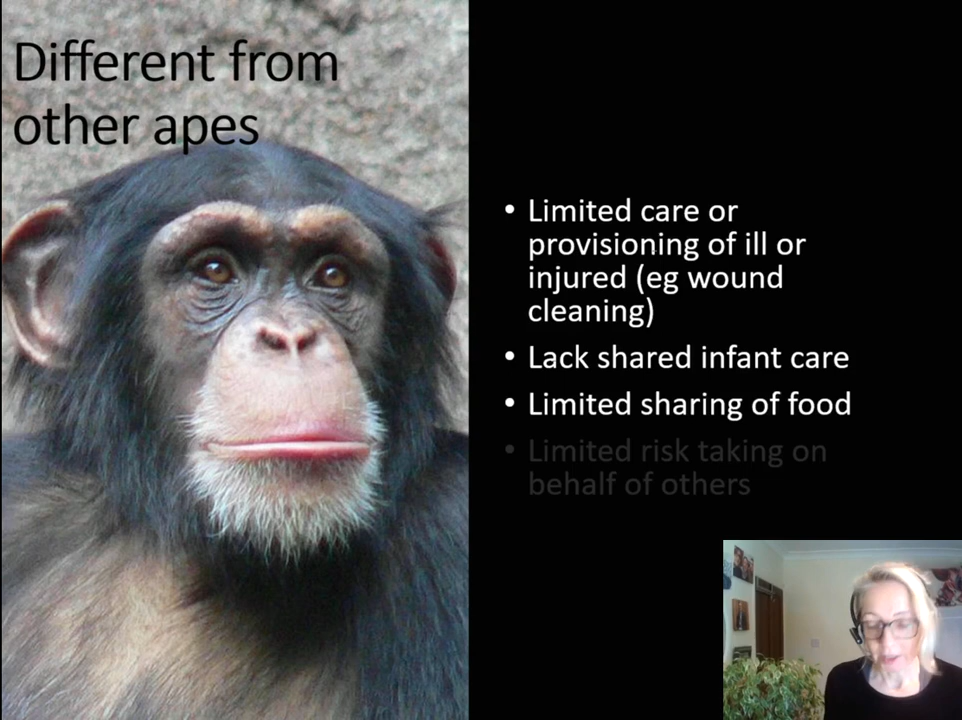 Different from
other apes
• Limited care or
provisioning of ill or
injured (eg wound
cleaning)
• Lack shared infant care
• Limited sharing of food
• Limited risk taking on
behalf of others